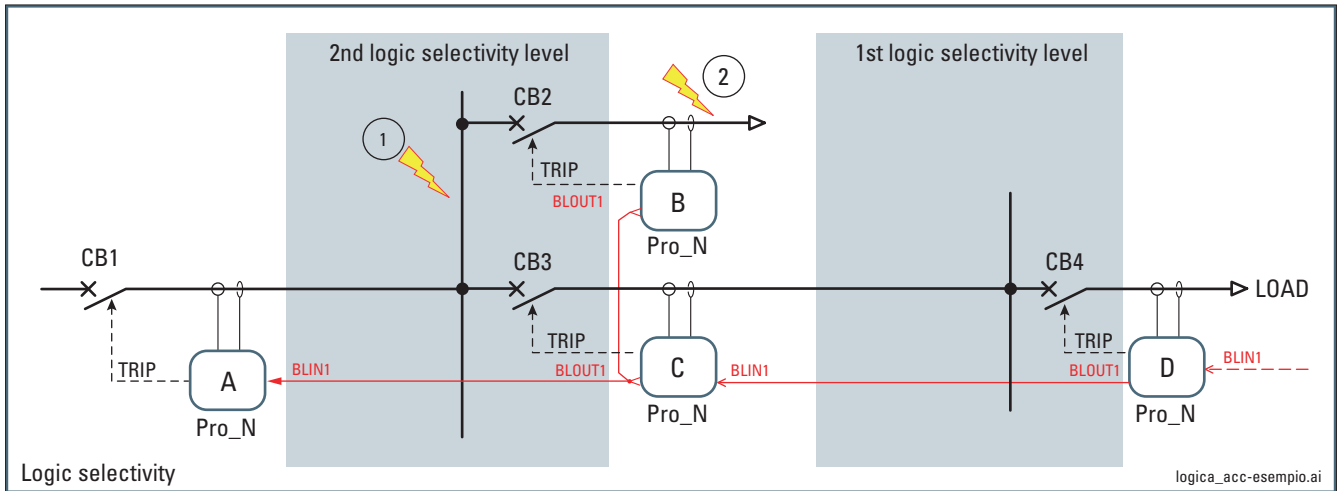 2nd logic selectivity level
1st logic selectivity level
2
CB2
1
TRIP
BLOUT1
B
Pro_N
CB1
CB3
CB4
LOAD
TRIP
TRIP
TRIP
A
BLIN1
BLOUT1
C
BLIN1
BLOUT1
D
BLIN1
Pro_N
Pro_N
Pro_N
Logic selectivity
logica_acc-esempio.ai